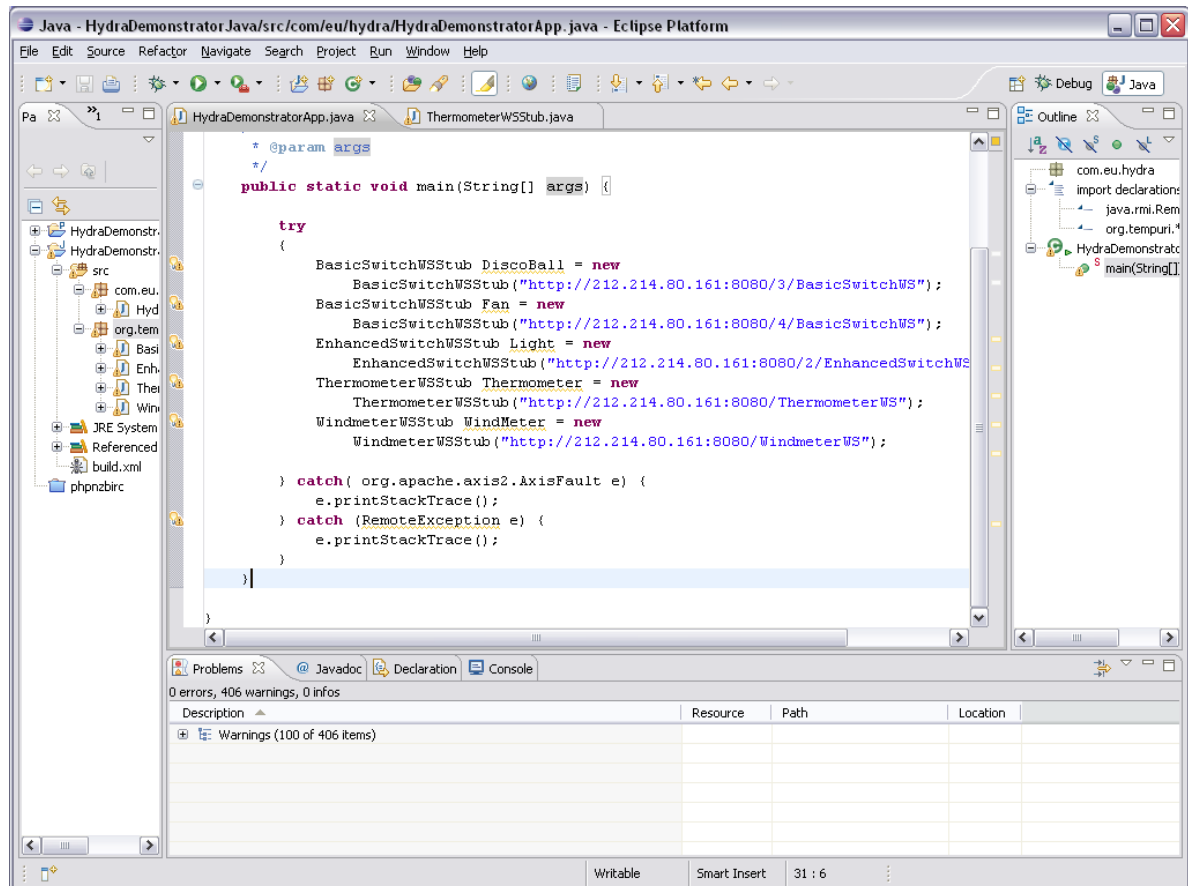 Java - HydraDemonstratorJava/src/com/eu/hydra/HydraDemonstratorApp.java - Eclipse Platform
File Edit Source Refactor Navigate Search Project Run Window Help
Debug Java
Pa
1
HydraDemonstr
HydraDemonstr
src
com.eu.
Hyd
org.tem
Basi
Enh
Ther
Win
JRE System
Referenced
build.xml
phpnzbirc
HydraDemonstratorApp.java ThermometerWSStub.java
* @param args
*/
public static void main(String[] args) {
try
{
BasicSwitchWSStub DiscoBall = new
BasicSwitchWSStub("http://212.214.80.161:8080/3/BasicSwitchWS");
BasicSwitchWSStub Fan = new
BasicSwitchWSStub("http://212.214.80.161:8080/4/BasicSwitchWS");
EnhancedSwitchWSStub Light = new
EnhancedSwitchWSStub("http://212.214.80.161:8080/2/EnhancedSwitchWS
ThermometerWSStub Thermometer = new
ThermometerWSStub("http://212.214.80.161:8080/ThermometerWS");
WindmeterWSStub WindMeter = new
WindmeterWSStub("http://212.214.80.161:8080/WindmeterWS");
} catch( org.apache.axis2.AxisFault e) {
e.printStackTrace();
} catch (RemoteException e) {
e.printStackTrace();
}
}
}
Outline
com.eu.hydra
import declarations
java.rmi.Rem
org.tempuri.*
HydraDemonstrato
main(String[]
Problems @ Javadoc Declaration Console
0 errors, 406 warnings, 0 infos
Description Resource Path Location
Warnings (100 of 406 items)
Writable Smart Insert 31 : 6